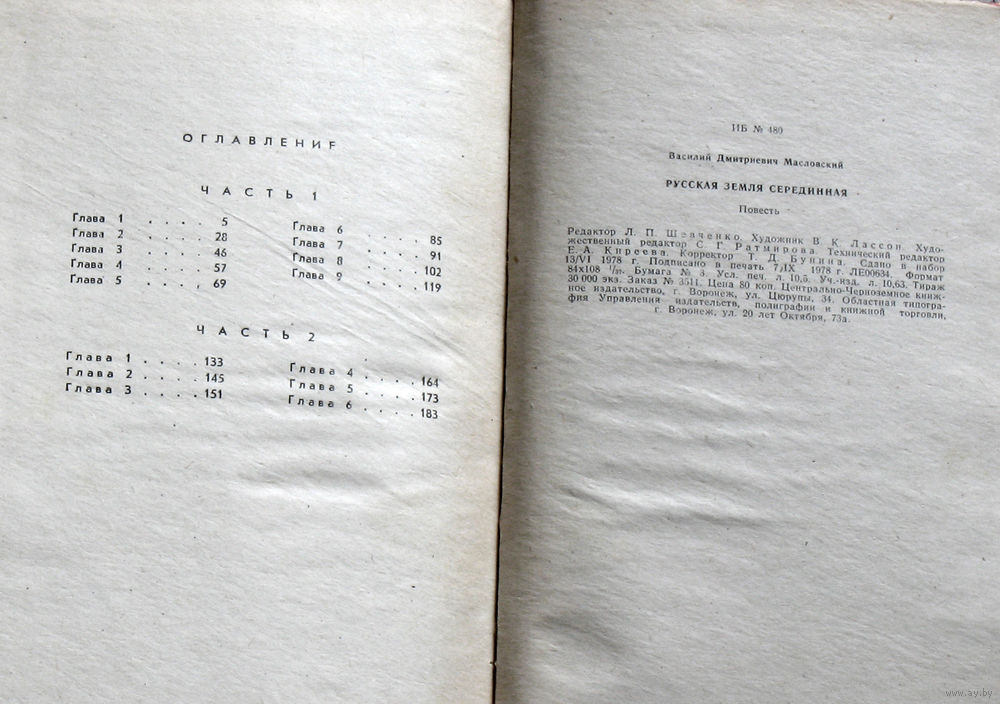 ОГЛАВЛЕНИЕ
ЧАСТЬ 1
Глава 1 . . . . 5
Глава 2 . . . . 28
Глава 3 . . . . 46
Глава 4 . . . . 57
Глава 5 . . . . 69
Глава 6 . . . . 85
Глава 7 . . . . 91
Глава 8 . . . . 102
Глава 9 . . . . 119
ЧАСТЬ 2
Глава 1 . . . . 133
Глава 2 . . . . 145
Глава 3 . . . . 151
Глава 4 . . . . 164
Глава 5 . . . . 173
Глава 6 . . . . 183
ИБ № 480
Василий Дмитриевич Масловский
РУССКАЯ ЗЕМЛЯ СЕРЕДИННАЯ
Повесть
Редактор Л. П. Шевченко. Художник В. К. Лассон. Худо-
жественный редактор С. Г. Ратмирова. Технический редактор
Е. А. Киреева. Корректор Т. Д. Бунина. Сдано в набор
13/VI 1978 г. Подписано в печать 7/IX 1978 г. ЛЕ00634. Формат
84х108 1/32. Бумага № 3. Усл. печ. л. 10,5. Уч.-изд. л. 10,63. Тираж
30 000 экз. Заказ № 3511. Цена 80 коп. Центрально-Черноземное книж-
ное издательство, г. Воронеж, ул. Цюрупы, 34. Областная типогра-
фия Управления издательств, полиграфии и книжной торговли,
г. Воронеж, ул. 20 лет Октября, 73а.
www.ay.by